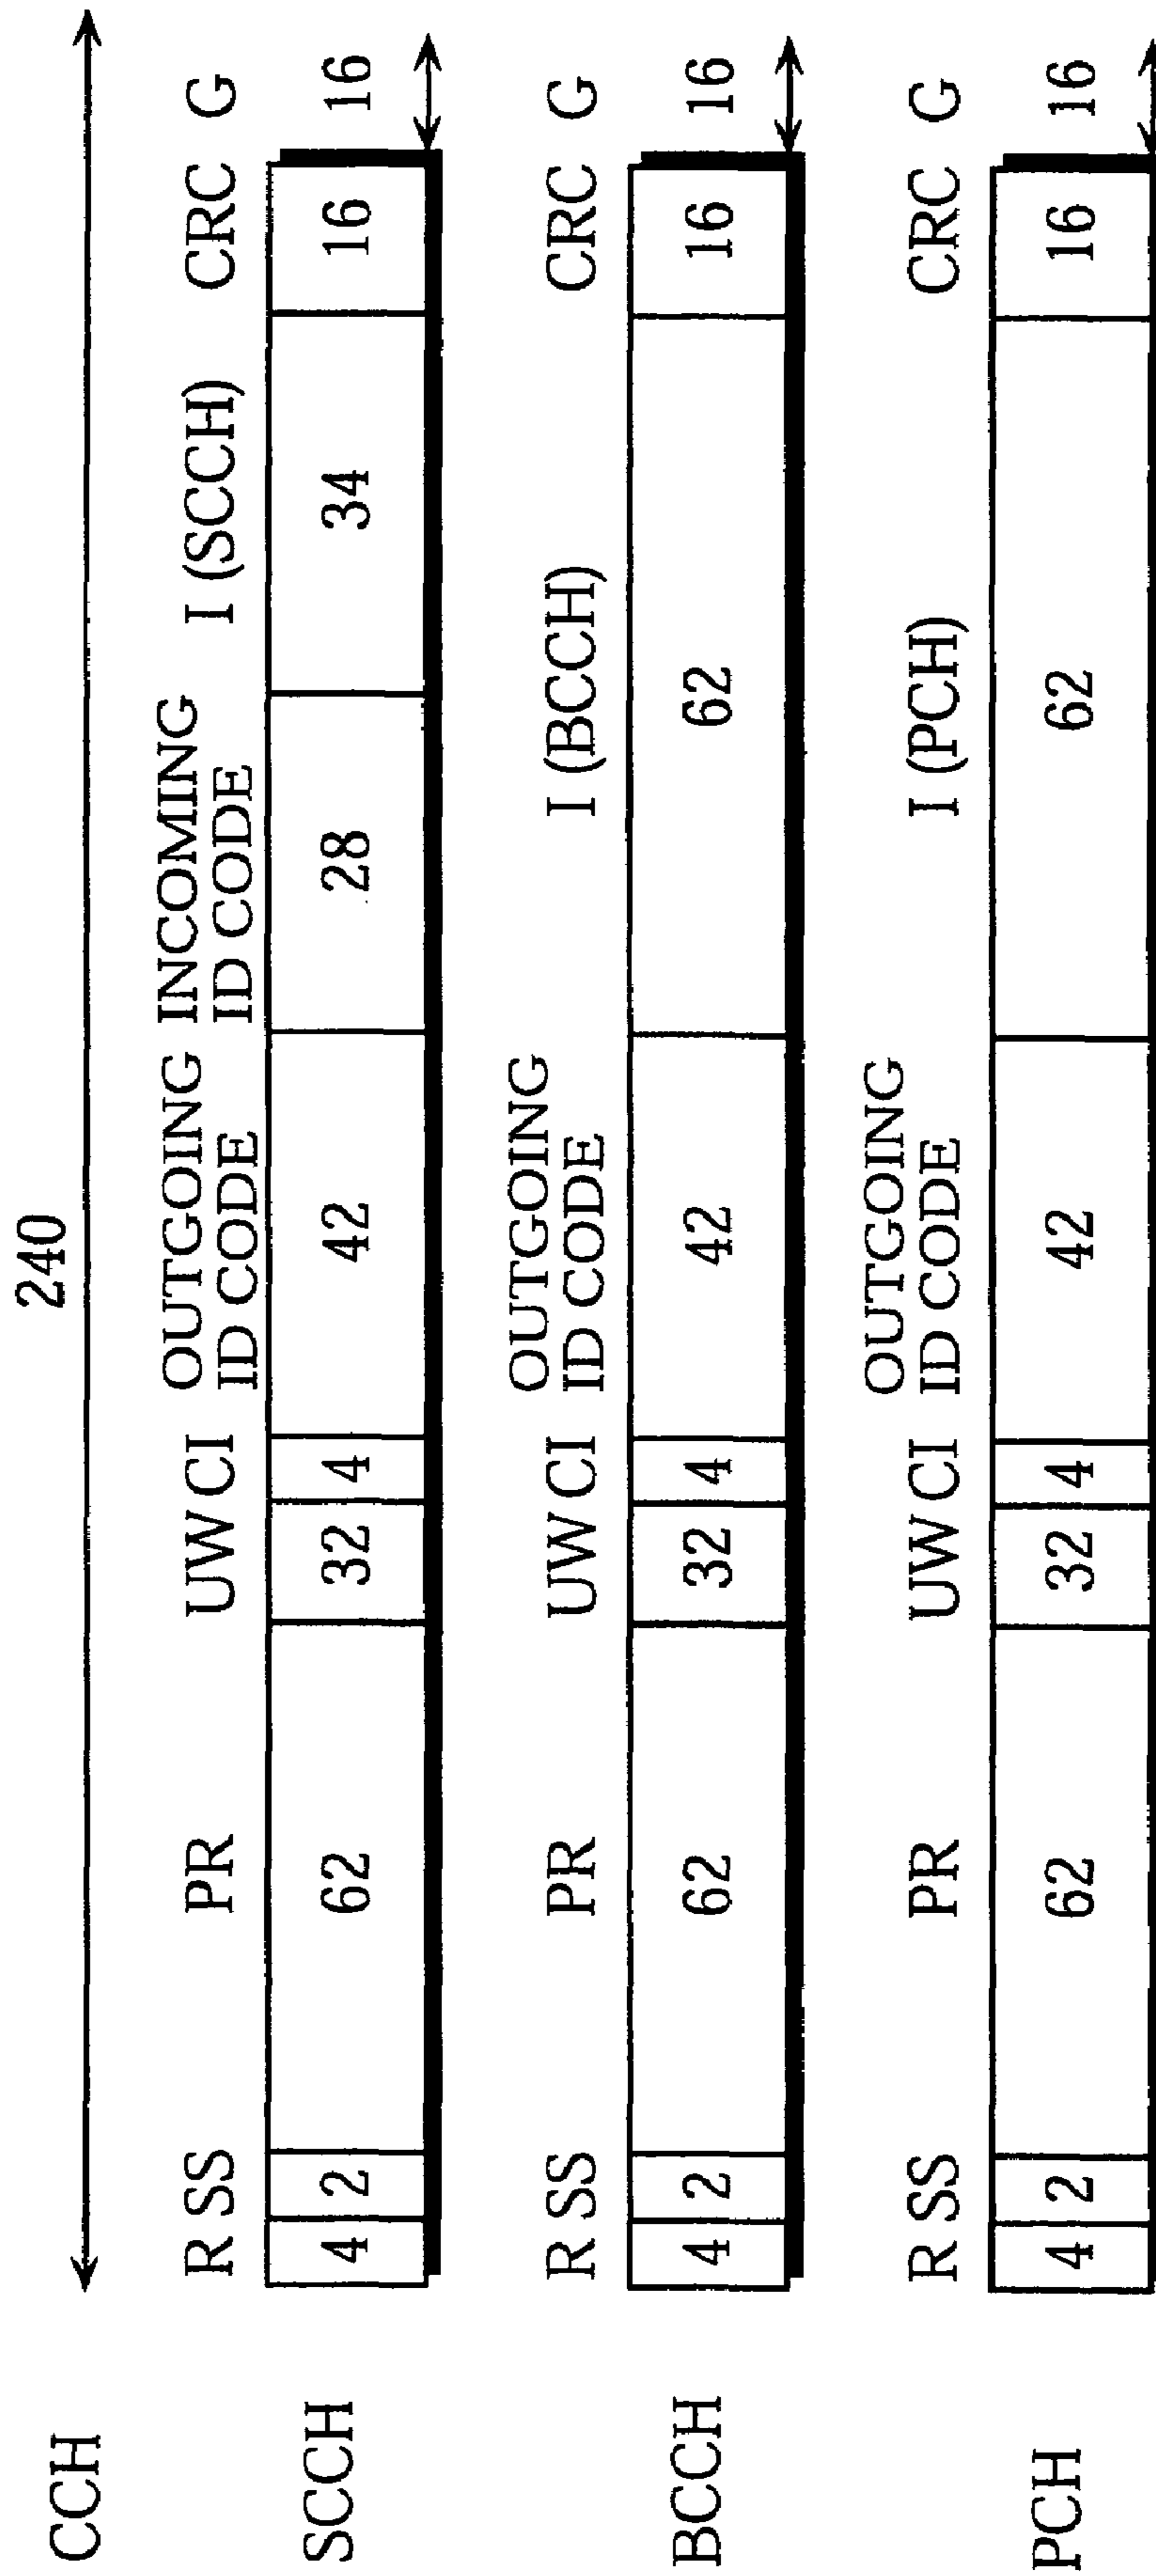 CCH
240
R SS PR UW CI OUTGOING ID CODE INCOMING ID CODE I (SCCH) CRC G
SCCH 4 2 62 32 4 42 28 34 16 16
R SS PR UW CI OUTGOING ID CODE I (BCCH) CRC G
BCCH 4 2 62 32 4 42 62 16 16
R SS PR UW CI OUTGOING ID CODE I (PCH) CRC G
PCH 4 2 62 32 4 42 62 16 16